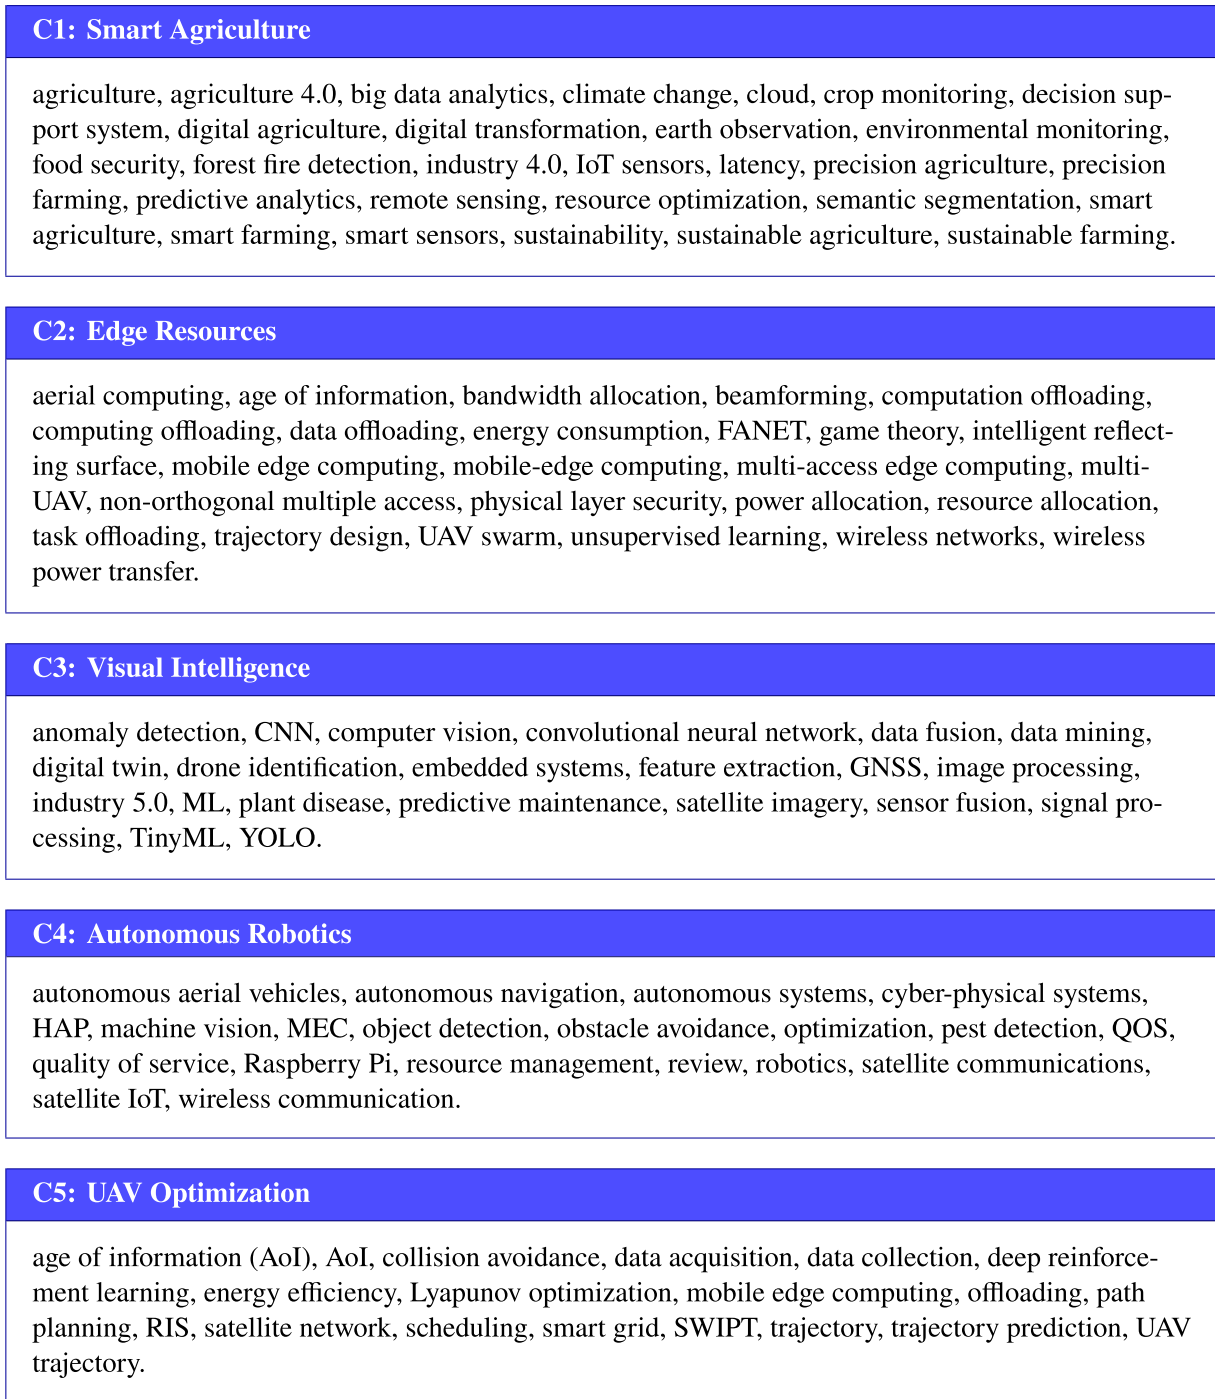 C1: Smart Agriculture
agriculture, agriculture 4.0, big data analytics, climate change, cloud, crop monitoring, decision sup-
port system, digital agriculture, digital transformation, earth observation, environmental monitoring,
food security, forest fire detection, industry 4.0, IoT sensors, latency, precision agriculture, precision
farming, predictive analytics, remote sensing, resource optimization, semantic segmentation, smart
agriculture, smart farming, smart sensors, sustainability, sustainable agriculture, sustainable farming.
C2: Edge Resources
aerial computing, age of information, bandwidth allocation, beamforming, computation offloading,
computing offloading, data offloading, energy consumption, FANET, game theory, intelligent reflect-
ing surface, mobile edge computing, mobile-edge computing, multi-access edge computing, multi-
UAV, non-orthogonal multiple access, physical layer security, power allocation, resource allocation,
task offloading, trajectory design, UAV swarm, unsupervised learning, wireless networks, wireless
power transfer.
C3: Visual Intelligence
anomaly detection, CNN, computer vision, convolutional neural network, data fusion, data mining,
digital twin, drone identification, embedded systems, feature extraction, GNSS, image processing,
industry 5.0, ML, plant disease, predictive maintenance, satellite imagery, sensor fusion, signal pro-
cessing, TinyML, YOLO.
C4: Autonomous Robotics
autonomous aerial vehicles, autonomous navigation, autonomous systems, cyber-physical systems,
HAP, machine vision, MEC, object detection, obstacle avoidance, optimization, pest detection, QOS,
quality of service, Raspberry Pi, resource management, review, robotics, satellite communications,
satellite IoT, wireless communication.
C5: UAV Optimization
age of information (AoI), AoI, collision avoidance, data acquisition, data collection, deep reinforce-
ment learning, energy efficiency, Lyapunov optimization, mobile edge computing, offloading, path
planning, RIS, satellite network, scheduling, smart grid, SWIPT, trajectory, trajectory prediction, UAV
trajectory.